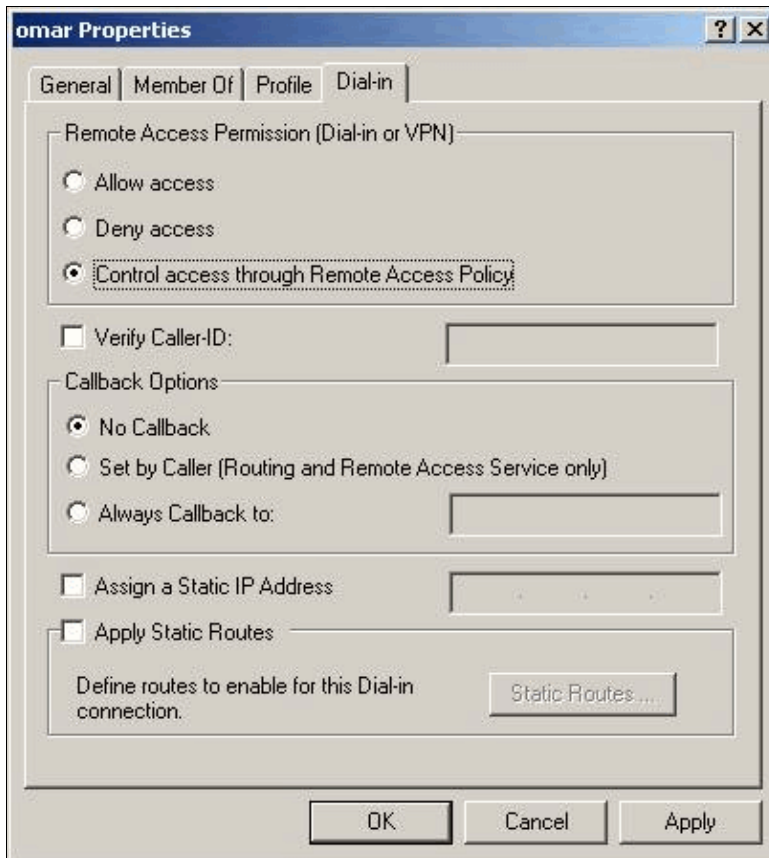 omar Properties
General Member Of Profile Dial-in
Remote Access Permission (Dial-in or VPN)
Allow access
Deny access
Control access through Remote Access Policy
Verify Caller-ID:
Callback Options
No Callback
Set by Caller (Routing and Remote Access Service only)
Always Callback to:
Assign a Static IP Address
Apply Static Routes
Define routes to enable for this Dial-in
connection.
Static Routes ...
OK Cancel Apply